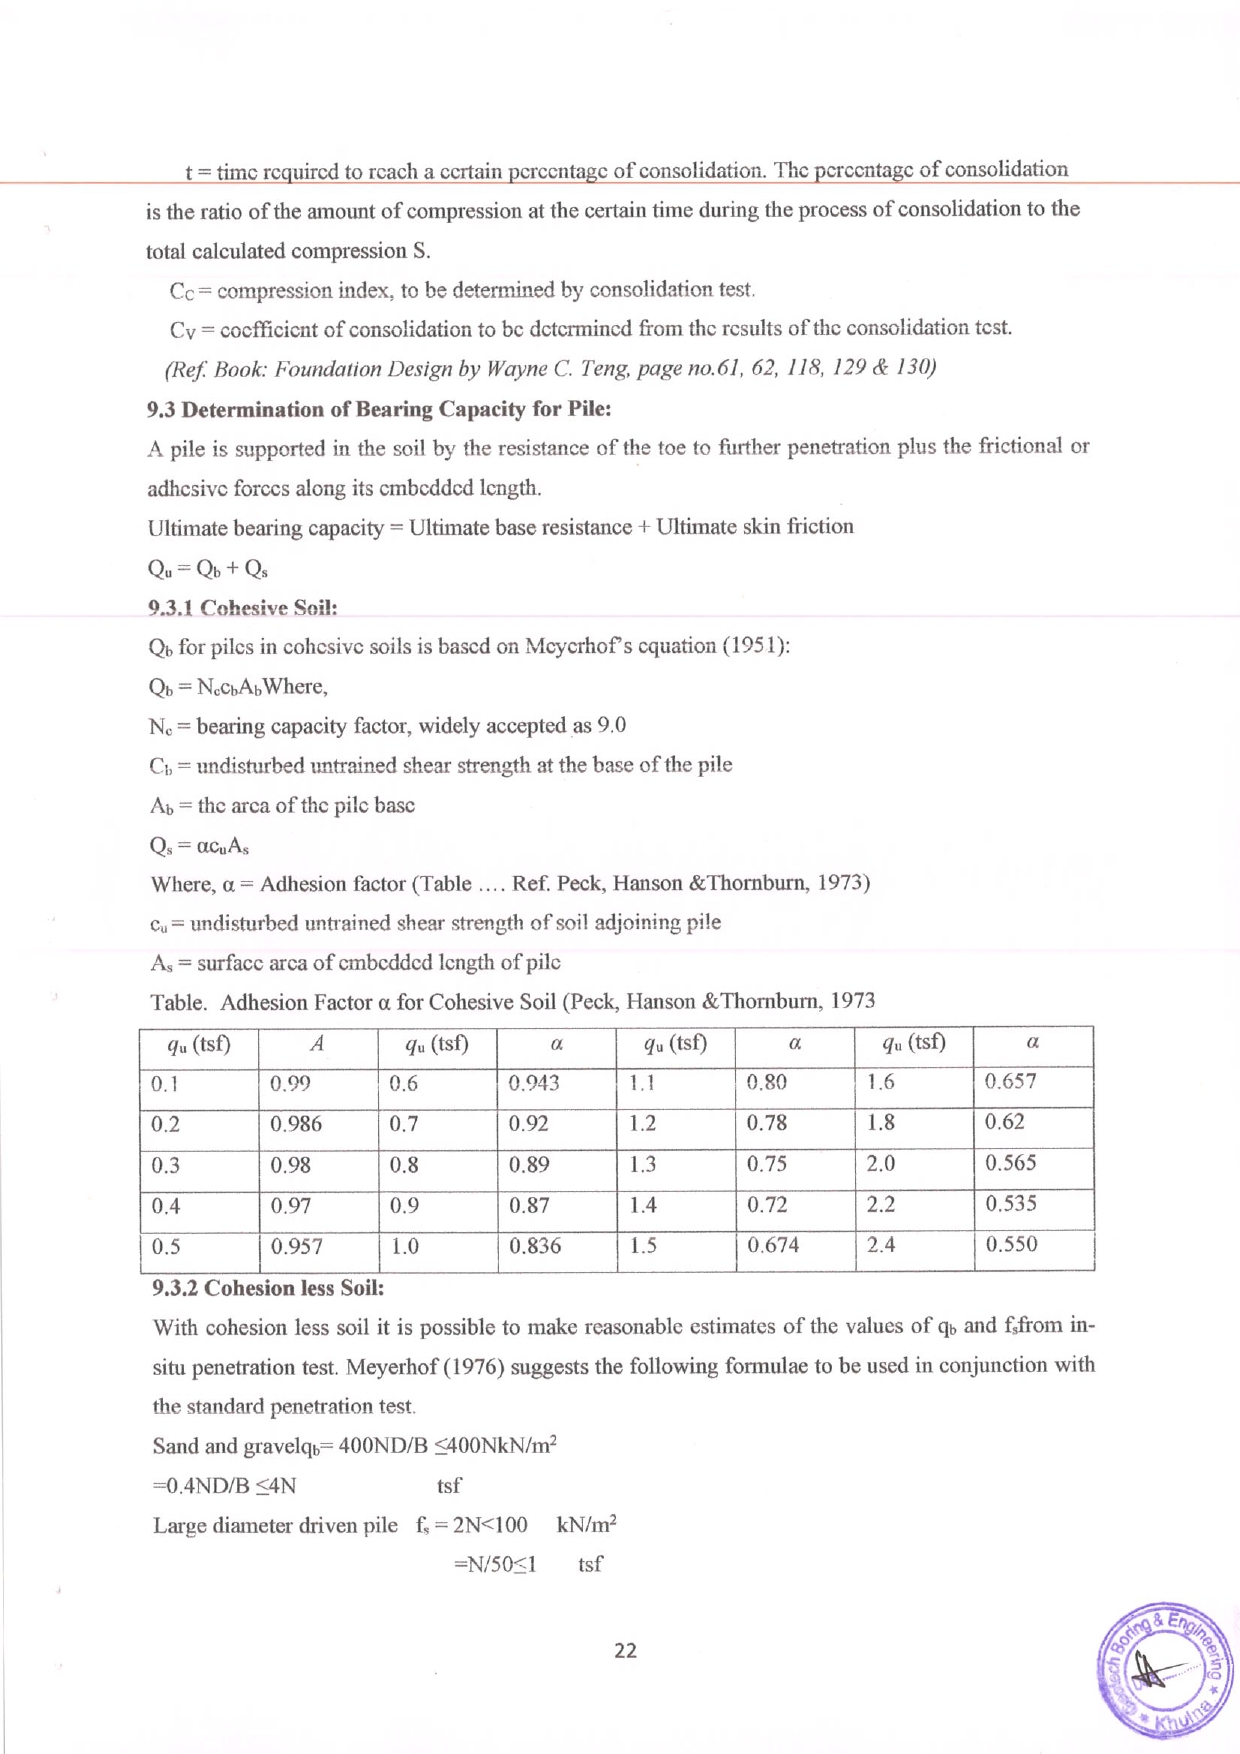 t = time required to reach a certain percentage of consolidation. The percentage of consolidation
is the ratio of the amount of compression at the certain time during the process of consolidation to the
total calculated compression S.
C_C = compression index, to be determined by consolidation test.
C_V = coefficient of consolidation to be determined from the results of the consolidation test.
(Ref. Book: Foundation Design by Wayne C. Teng, page no.61, 62, 118, 129 & 130)
9.3 Determination of Bearing Capacity for Pile:
A pile is supported in the soil by the resistance of the toe to further penetration plus the frictional or
adhesive forces along its embedded length.
Ultimate bearing capacity = Ultimate base resistance + Ultimate skin friction
Q_u = Q_b + Q_s
9.3.1 Cohesive Soil:
Q_b for piles in cohesive soils is based on Meyerhof's equation (1951):
Q_b = N_c c_b A_b Where,
N_c = bearing capacity factor, widely accepted as 9.0
C_b = undisturbed untrained shear strength at the base of the pile
A_b = the area of the pile base
Q_s = αc_u A_s
Where, α = Adhesion factor (Table .... Ref. Peck, Hanson &Thornburn, 1973)
c_u = undisturbed untrained shear strength of soil adjoining pile
A_s = surface area of embedded length of pile
Table. Adhesion Factor α for Cohesive Soil (Peck, Hanson &Thornburn, 1973
q_u (tsf) A q_u (tsf) α q_u (tsf) α q_u (tsf) α
0.1 0.99 0.6 0.943 1.1 0.80 1.6 0.657
0.2 0.986 0.7 0.92 1.2 0.78 1.8 0.62
0.3 0.98 0.8 0.89 1.3 0.75 2.0 0.565
0.4 0.97 0.9 0.87 1.4 0.72 2.2 0.535
0.5 0.957 1.0 0.836 1.5 0.674 2.4 0.550
9.3.2 Cohesion less Soil:
With cohesion less soil it is possible to make reasonable estimates of the values of q_b and f_s from in-
situ penetration test. Meyerhof (1976) suggests the following formulae to be used in conjunction with
the standard penetration test.
Sand and gravelq_b= 400ND/B ≤400NkN/m²
=0.4ND/B ≤4N tsf
Large diameter driven pile f_s = 2N<100 kN/m²
=N/50≤1 tsf
22
Boring & Engineering * Khulna *